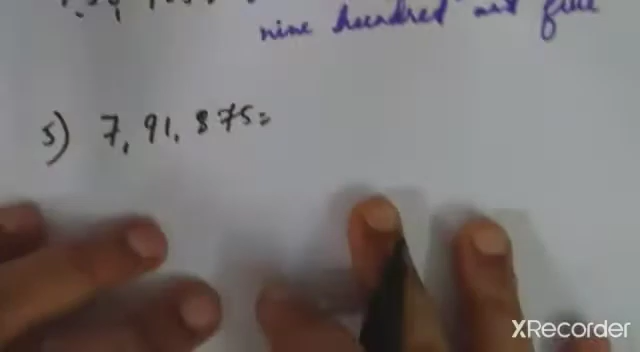 nine hundred and five
5) 7,91,875=
XRecorder